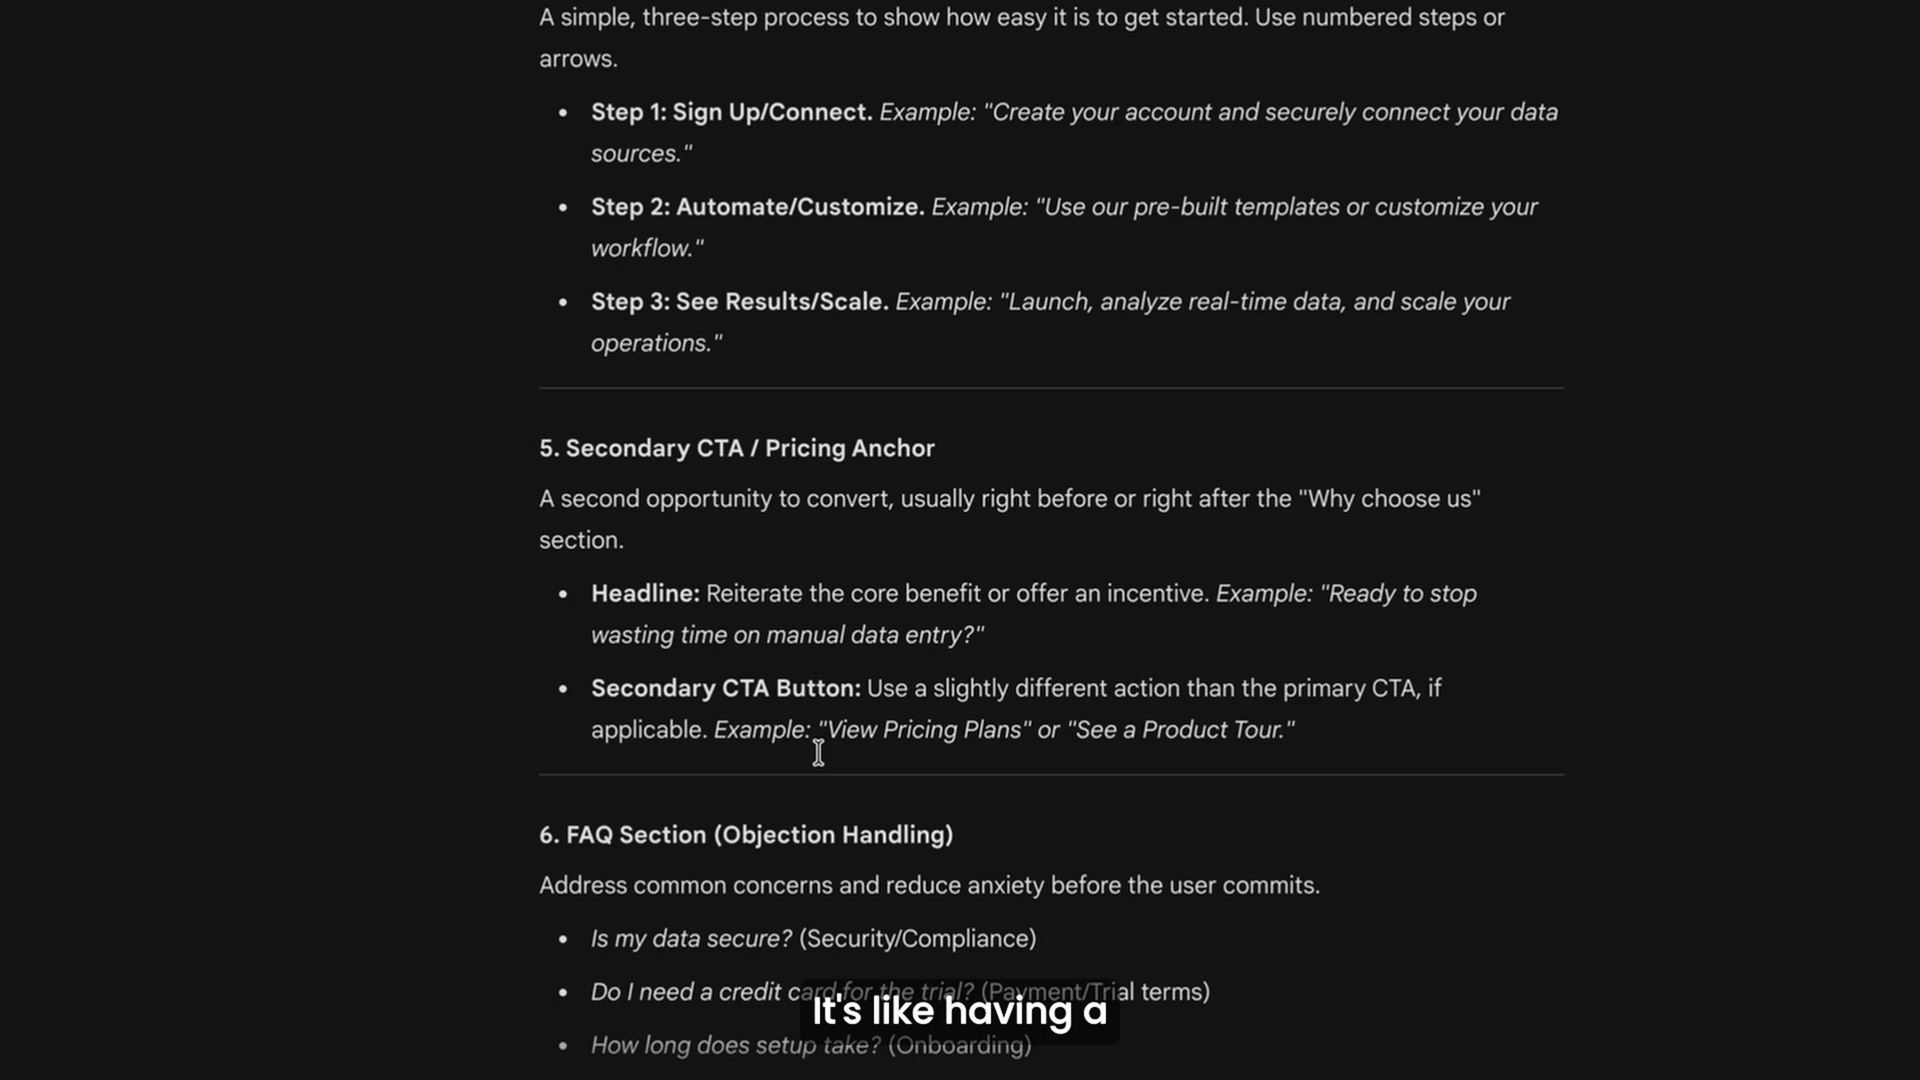 A simple, three-step process to show how easy it is to get started. Use numbered steps or
arrows.
• Step 1: Sign Up/Connect. Example: "Create your account and securely connect your data
sources."
• Step 2: Automate/Customize. Example: "Use our pre-built templates or customize your
workflow."
• Step 3: See Results/Scale. Example: "Launch, analyze real-time data, and scale your
operations."
5. Secondary CTA / Pricing Anchor
A second opportunity to convert, usually right before or right after the "Why choose us"
section.
• Headline: Reiterate the core benefit or offer an incentive. Example: "Ready to stop
wasting time on manual data entry?"
• Secondary CTA Button: Use a slightly different action than the primary CTA, if
applicable. Example: "View Pricing Plans" or "See a Product Tour."
6. FAQ Section (Objection Handling)
Address common concerns and reduce anxiety before the user commits.
• Is my data secure? (Security/Compliance)
• Do I need a credit card for the trial? (Payment/Trial terms)
It's like having a
• How long does setup take? (Onboarding)